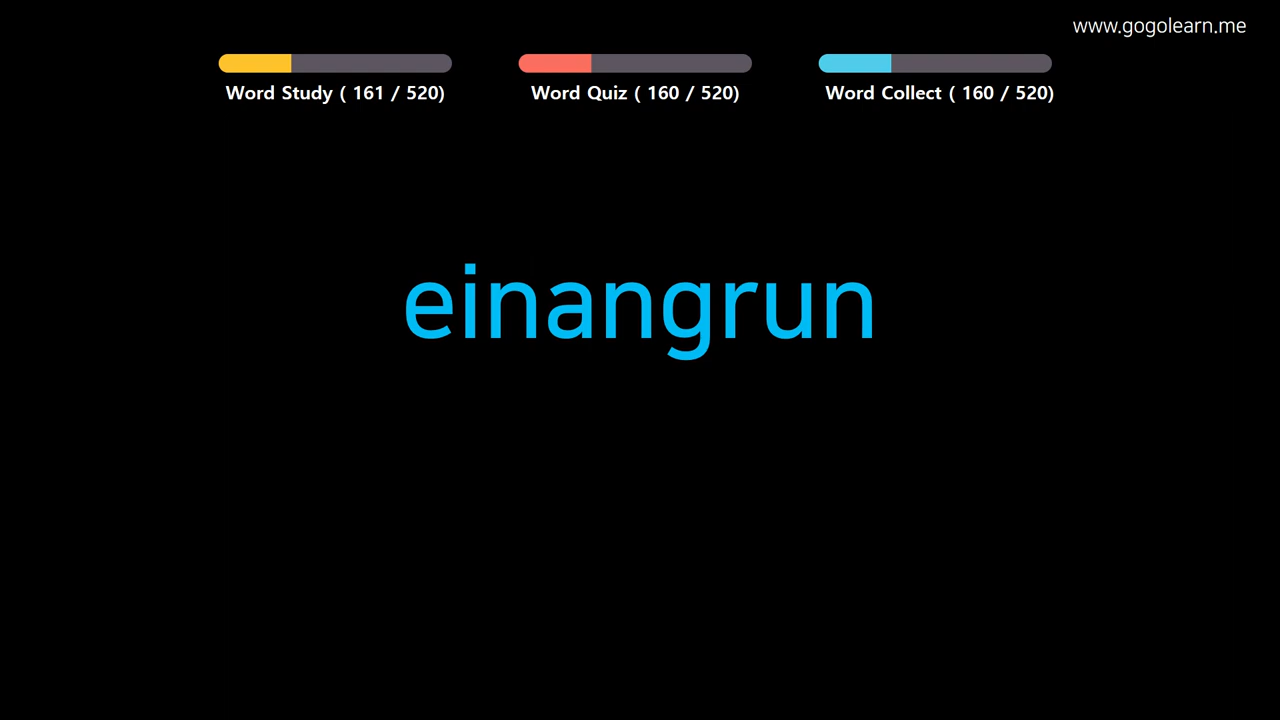 www.gogolearn.me
Word Study ( 161 / 520)
Word Quiz ( 160 / 520)
Word Collect ( 160 / 520)
einangrun